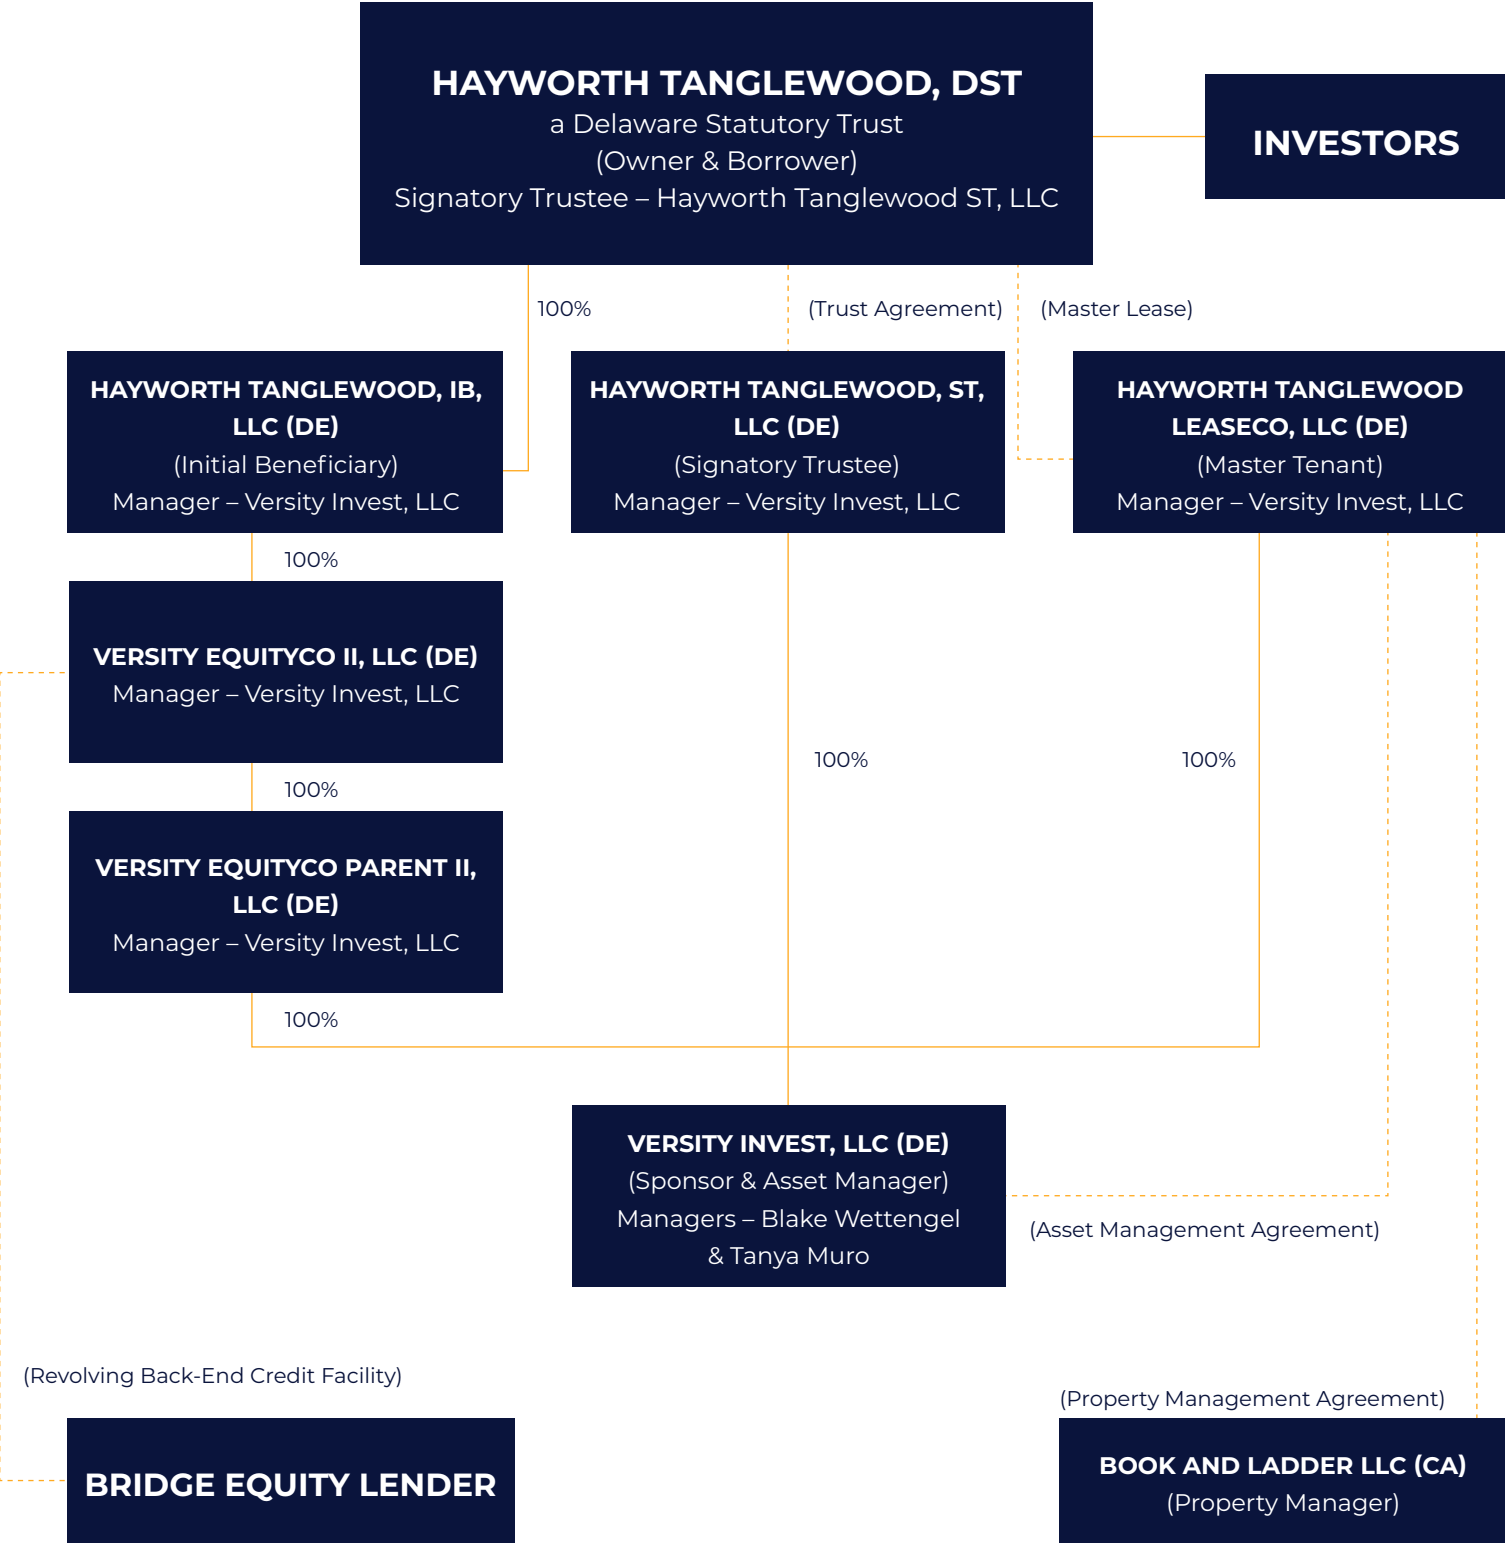 HAYWORTH TANGLEWOOD, DST
a Delaware Statutory Trust
(Owner & Borrower)
Signatory Trustee – Hayworth Tanglewood ST, LLC
INVESTORS
100%
(Trust Agreement)
(Master Lease)
HAYWORTH TANGLEWOOD, IB,
LLC (DE)
(Initial Beneficiary)
Manager – Versity Invest, LLC
HAYWORTH TANGLEWOOD, ST,
LLC (DE)
(Signatory Trustee)
Manager – Versity Invest, LLC
HAYWORTH TANGLEWOOD
LEASECO, LLC (DE)
(Master Tenant)
Manager – Versity Invest, LLC
100%
VERSITY EQUITYCO II, LLC (DE)
Manager – Versity Invest, LLC
100%
100%
100%
VERSITY EQUITYCO PARENT II,
LLC (DE)
Manager – Versity Invest, LLC
100%
VERSITY INVEST, LLC (DE)
(Sponsor & Asset Manager)
Managers – Blake Wettengel
& Tanya Muro
(Asset Management Agreement)
(Revolving Back-End Credit Facility)
BRIDGE EQUITY LENDER
(Property Management Agreement)
BOOK AND LADDER LLC (CA)
(Property Manager)